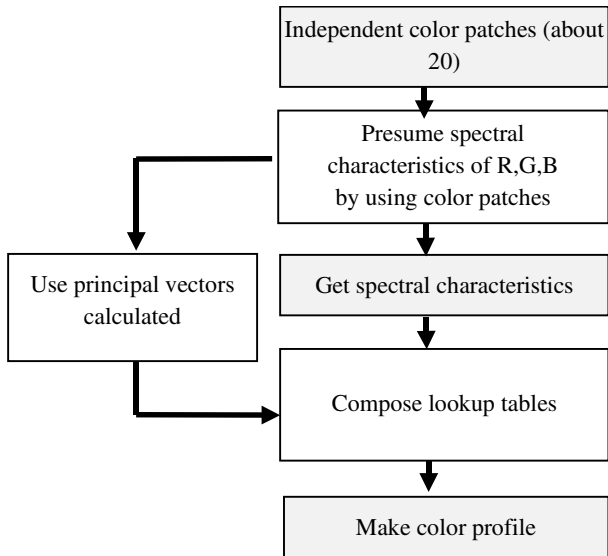 Independent color patches (about
20)
Presume spectral
characteristics of R,G,B
by using color patches
Use principal vectors
calculated
Get spectral characteristics
Compose lookup tables
Make color profile